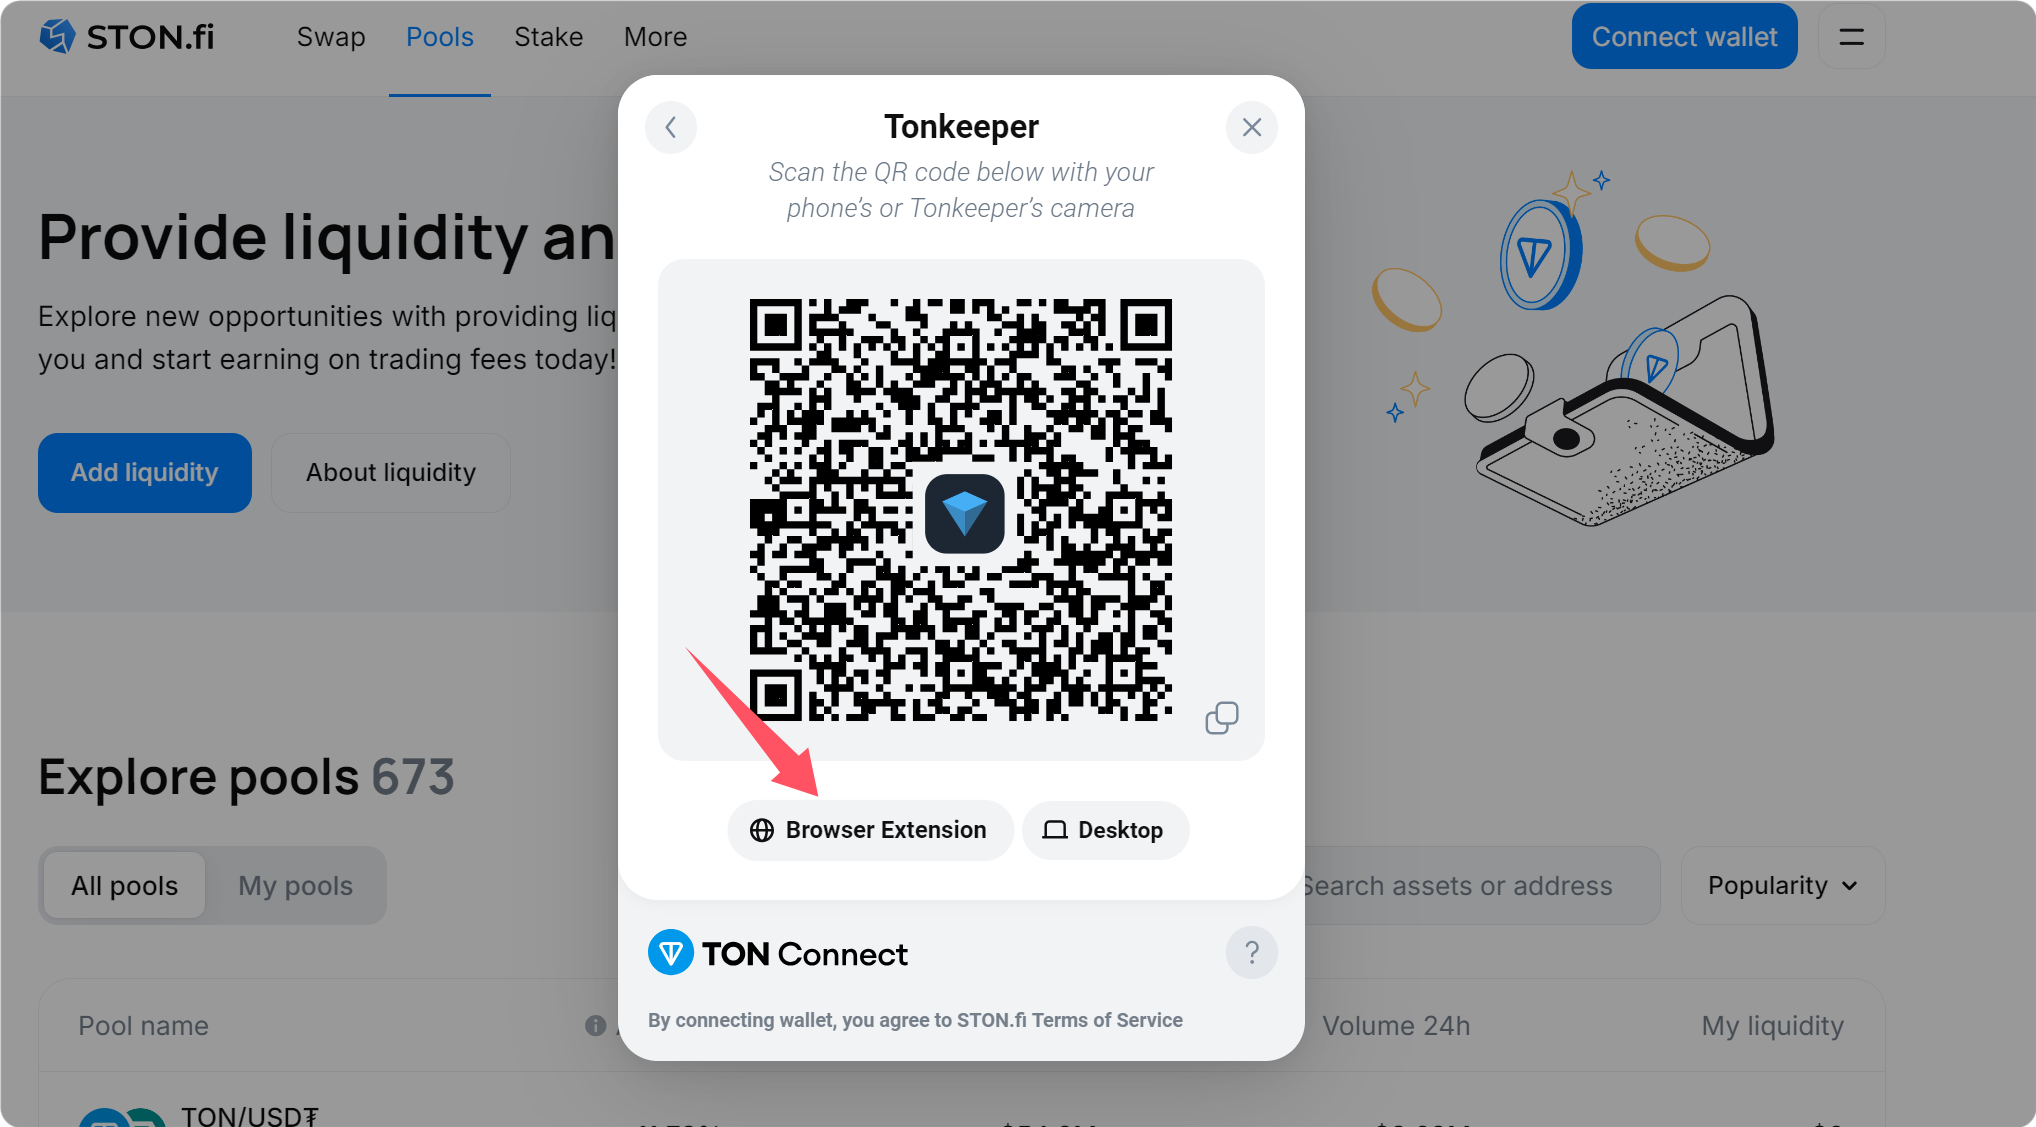 STON.fi Swap Pools Stake More Connect wallet
Tonkeeper
Scan the QR code below with your
phone's or Tonkeeper's camera
Provide liquidity an
Explore new opportunities with providing liq
you and start earning on trading fees today!
Add liquidity About liquidity
Explore pools 673
Browser Extension Desktop
All pools My pools Search assets or address Popularity
TON Connect ?
By connecting wallet, you agree to STON.fi Terms of Service
Pool name Volume 24h My liquidity
TON/USD₮